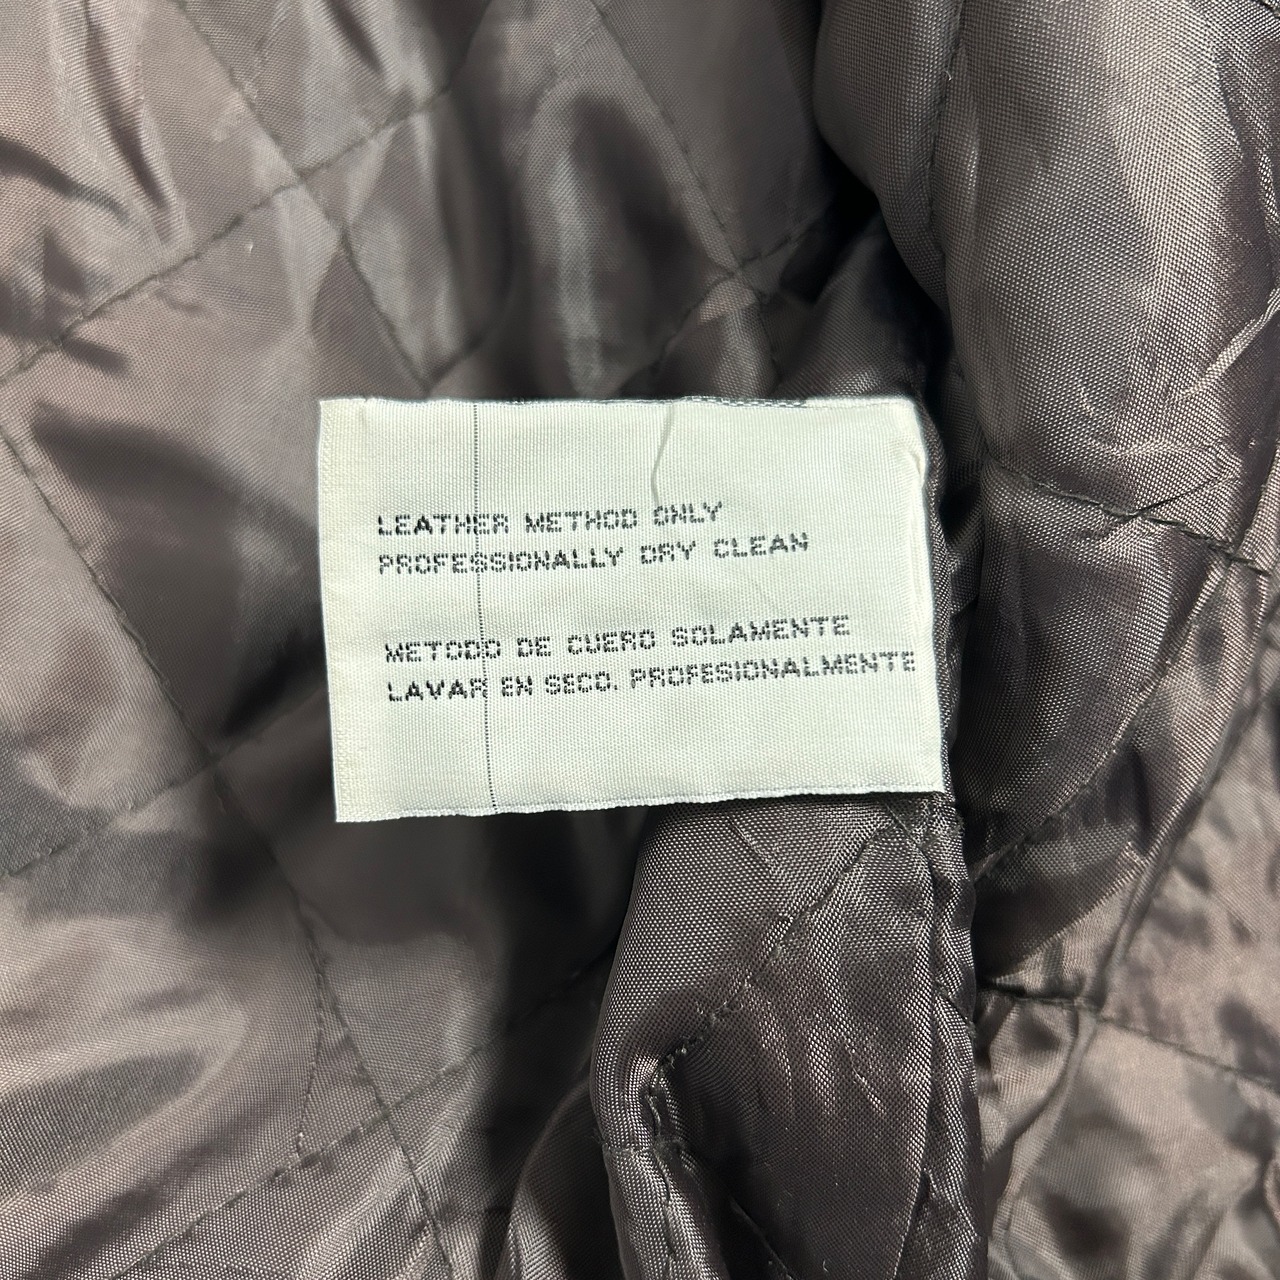 LEATHER METHOD ONLY
PROFESSIONALLY DRY CLEAN
METODO DE CUERO SOLAMENTE
LAVAR EN SECO. PROFESIONALMENTE